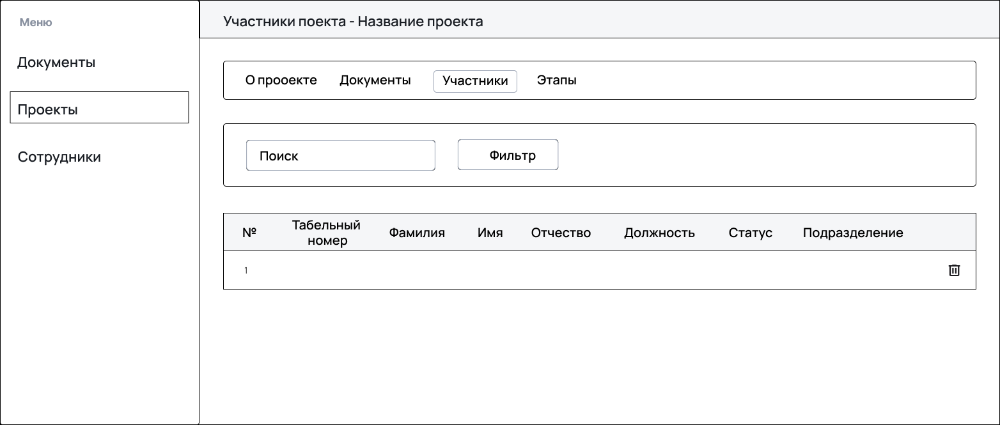 Меню
Документы
Проекты
Сотрудники
Участники поекта - Название проекта
О прооекте Документы Участники Этапы
Поиск Фильтр
№ Табельный номер Фамилия Имя Отчество Должность Статус Подразделение
1